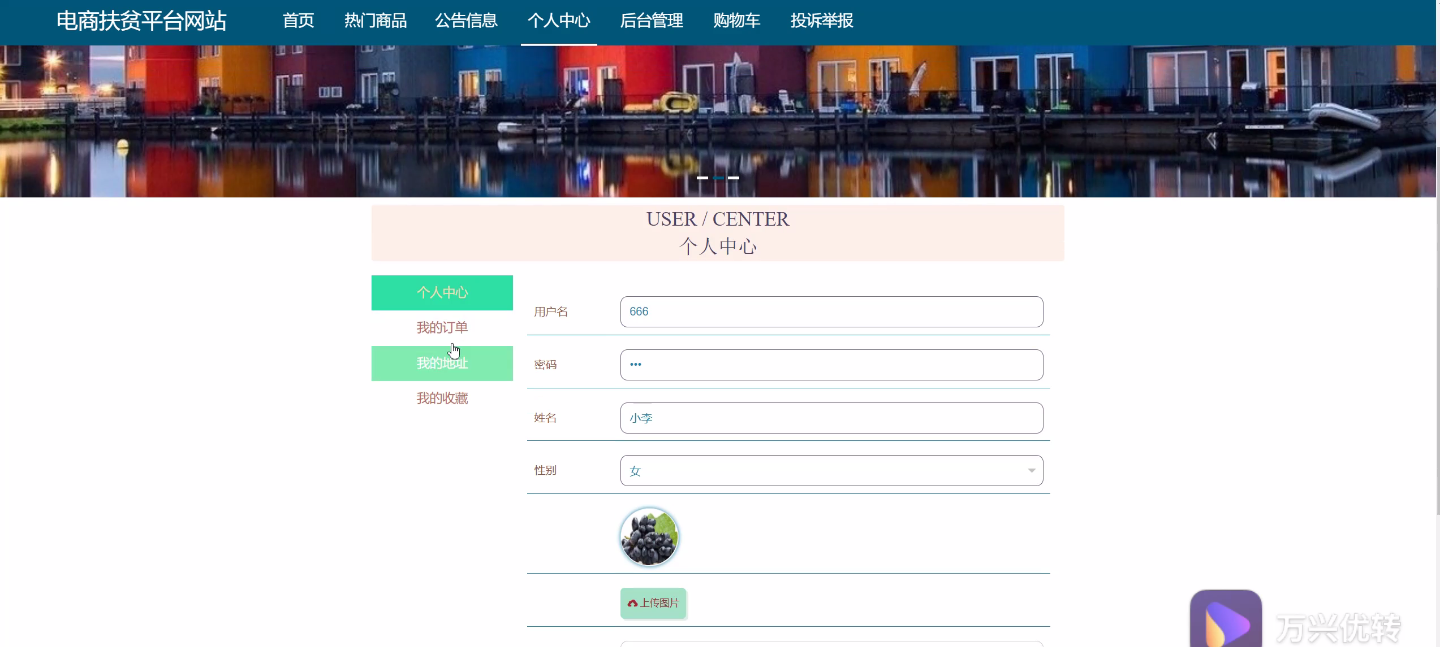 电商扶贫平台网站 首页 热门商品 公告信息 个人中心 后台管理 购物车 投诉举报
USER / CENTER
个人中心
个人中心
我的订单
我的地址
我的收藏
用户名 666
密码 •••
姓名 小李
性别 女
上传图片
万兴优转